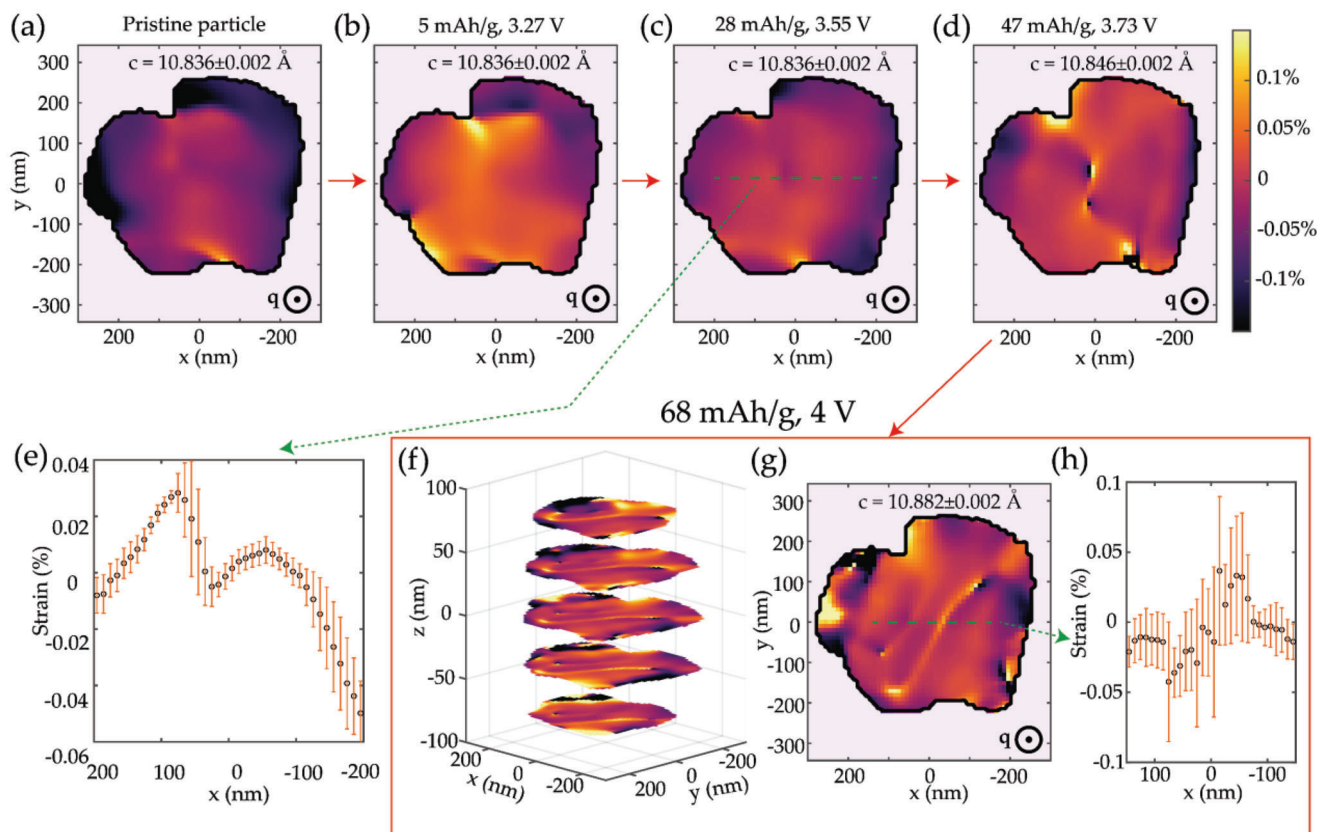 (a) Pristine particle
(b) 5 mAh/g, 3.27 V
(c) 28 mAh/g, 3.55 V
(d) 47 mAh/g, 3.73 V
c = 10.836±0.002 Å
c = 10.836±0.002 Å
c = 10.836±0.002 Å
c = 10.846±0.002 Å
y (nm)
300
200
100
0
-100
-200
-300
q
200 0 -200
x (nm)
q
200 0 -200
x (nm)
q
200 0 -200
x (nm)
q
200 0 -200
x (nm)
0.1%
0.05%
0
-0.05%
-0.1%
68 mAh/g, 4 V
(e)
Strain (%)
0.04
0.02
0
-0.02
-0.04
-0.06
200 100 0 -100 -200
x (nm)
(f)
z (nm)
100
50
0
-50
-100
200 0 -200
x (nm)
200 0 -200
y (nm)
(g)
c = 10.882±0.002 Å
y (nm)
300
200
100
0
-100
-200
-300
q
200 0 -200
x (nm)
(h)
Strain (%)
0.1
0.05
0
-0.05
-0.1
100 0 -100
x (nm)